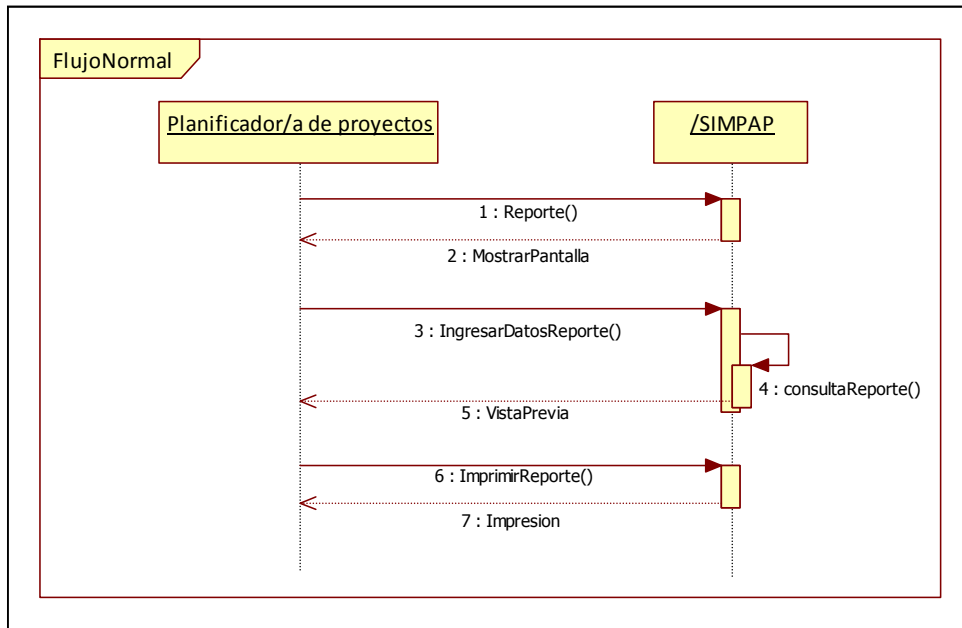 FlujoNormal
Planificador/a de proyectos
/SIMPAP
1 : Reporte()
2 : MostrarPantalla
3 : IngresarDatosReporte()
4 : consultaReporte()
5 : VistaPrevia
6 : ImprimirReporte()
7 : Impresion